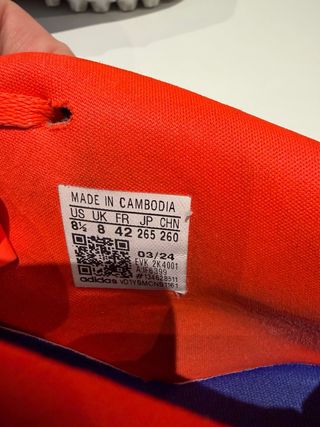 MADE IN CAMBODIA
US UK FR JP CHN
8½ 8 42 265 260
03/24
EVK 2K4001
#134628511
adidas